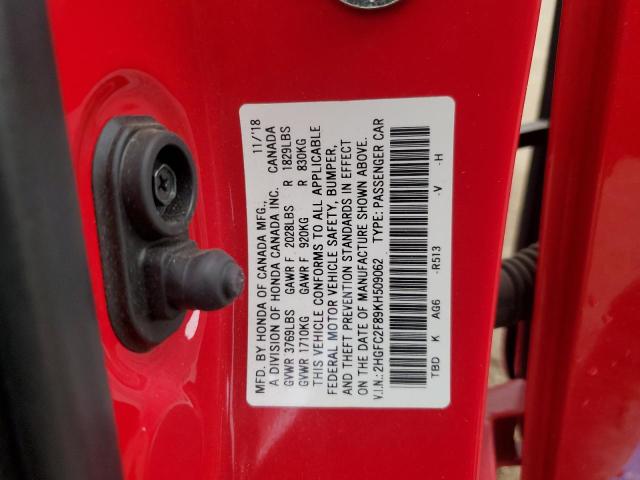 MFD. BY HONDA OF CANADA MFG., 11/'18
A DIVISION OF HONDA CANADA INC. CANADA
GVWR 3769LBS GAWR F 2028LBS R 1829LBS
GVWR 1710KG GAWR F 920KG R 830KG
THIS VEHICLE CONFORMS TO ALL APPLICABLE
FEDERAL MOTOR VEHICLE SAFETY, BUMPER,
AND THEFT PREVENTION STANDARDS IN EFFECT
ON THE DATE OF MANUFACTURE SHOWN ABOVE.
V.I.N.:2HGFC2F89KH509062 TYPE: PASSENGER CAR
TBD K AG6 -R513 -V -H